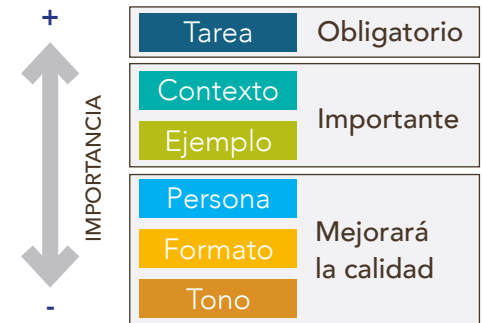 +
Tarea
Obligatorio
Contexto
Ejemplo
Importante
Persona
Formato
Tono
Mejorará
la calidad
IMPORTANCIA
-